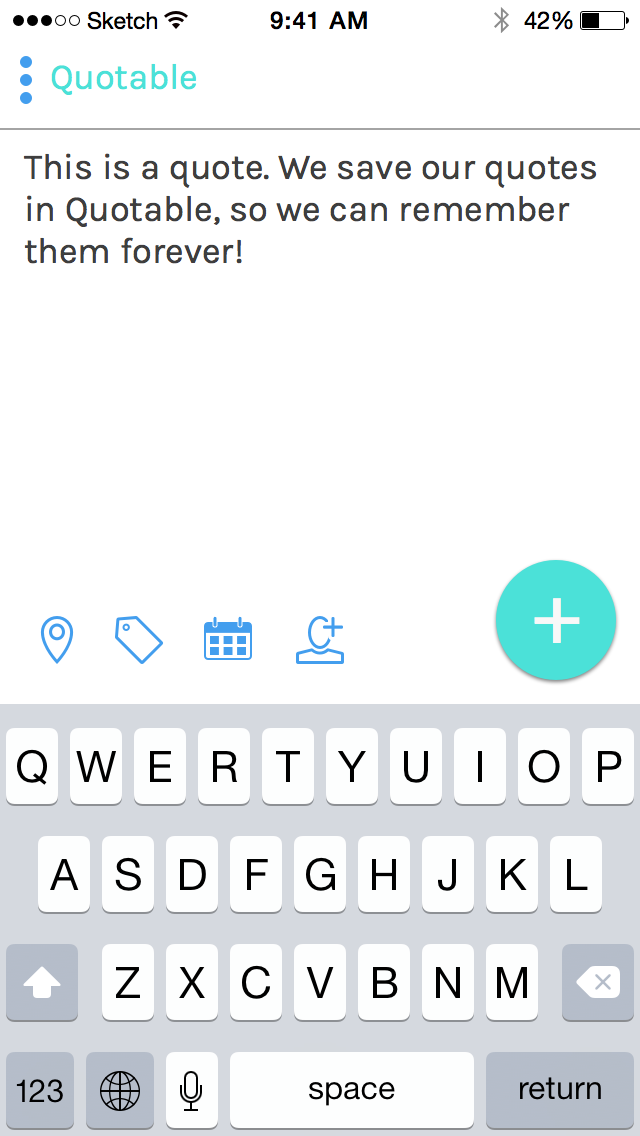 Sketch 9:41 AM 42%
Quotable
This is a quote. We save our quotes
in Quotable, so we can remember
them forever!
Q W E R T Y U I O P
A S D F G H J K L
Z X C V B N M
123 space return